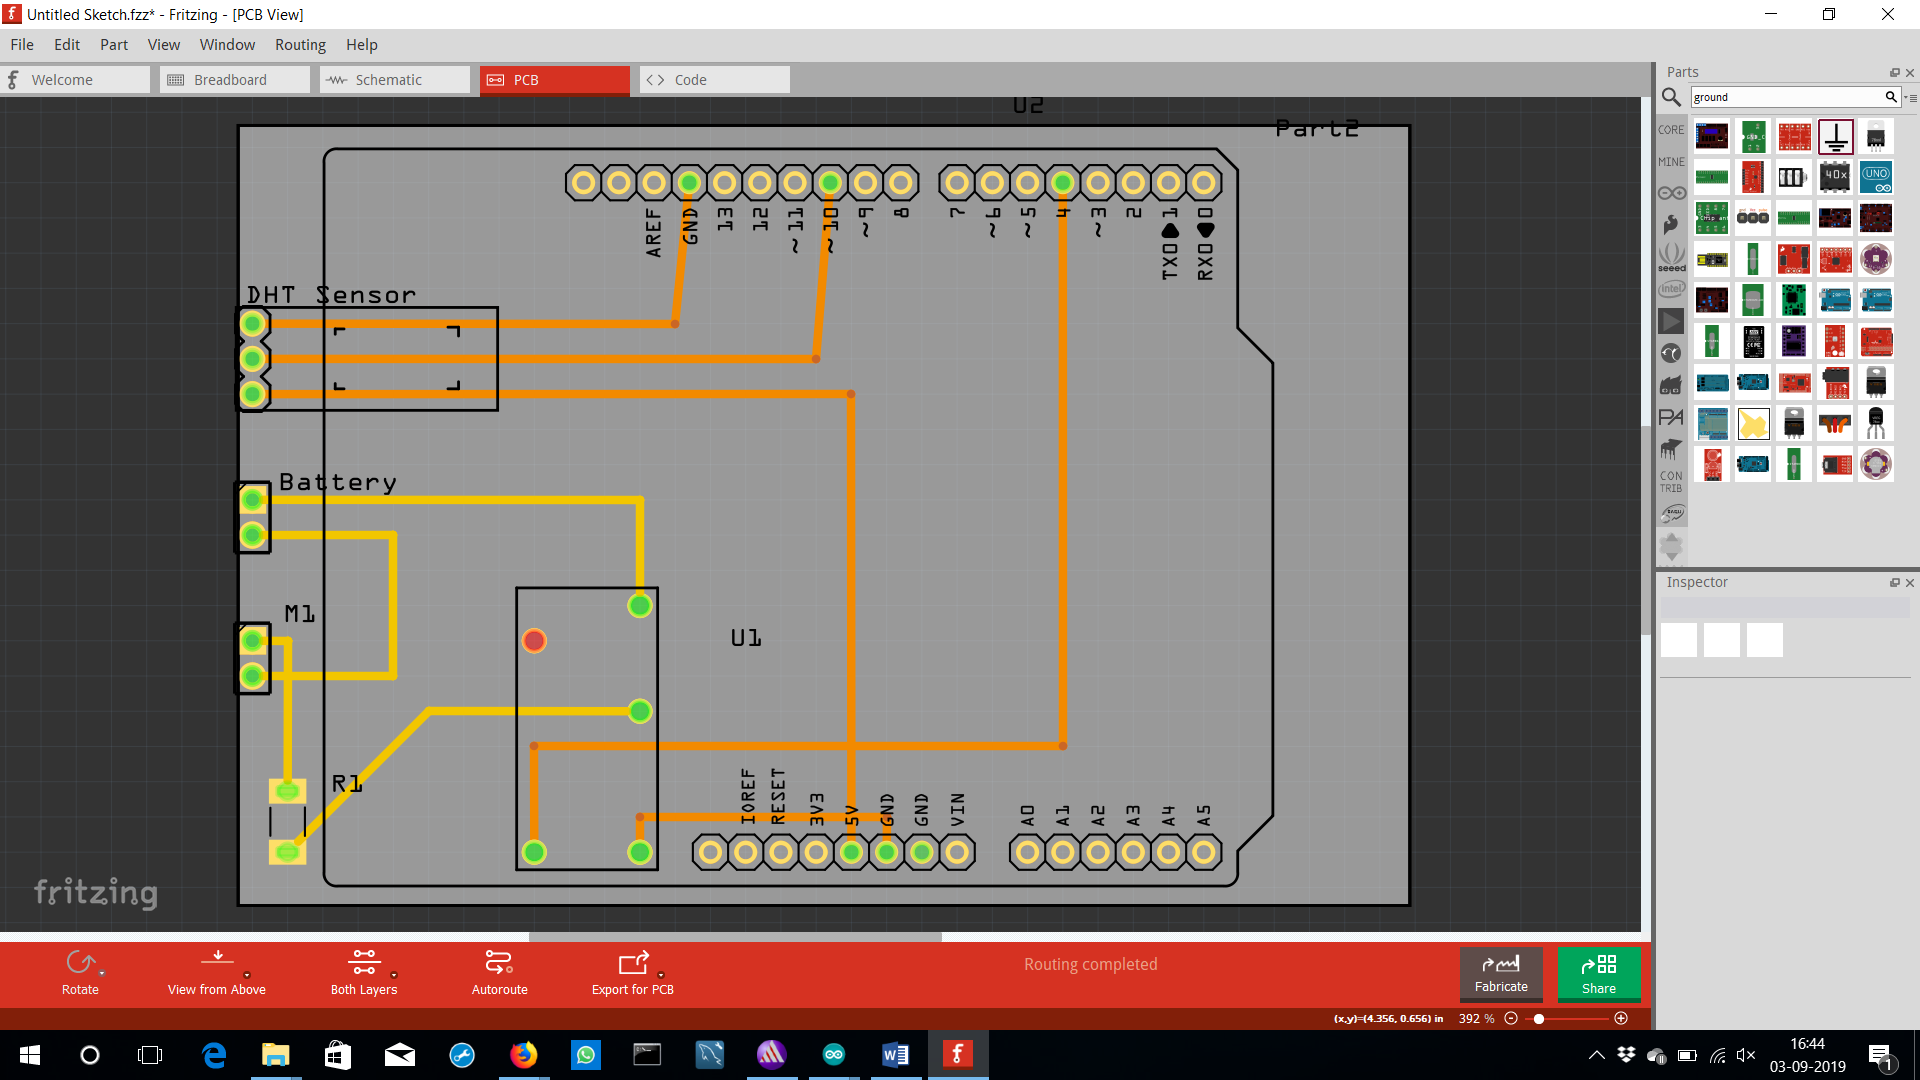 Untitled Sketch.fzz* - Fritzing - [PCB View]
File Edit Part View Window Routing Help
Welcome Breadboard Schematic PCB Code
Parts
ground
CORE
MINE
seeed
intel
PA
CON
TRIB
40x
UNO
Inspector
U2
Part2
AREF GND 13 12 ~11 ~10 ~9 8 7 ~6 ~5 4 ~3 2 TX0 1 RX0 0
DHT Sensor
Battery
M1
U1
R1
IOREF RESET 3V3 5V GND GND VIN A0 A1 A2 A3 A4 A5
fritzing
Rotate View from Above Both Layers Autoroute Export for PCB Routing completed Fabricate Share
(x,y)=(4.356, 0.656) in 392 %
16:44
03-09-2019
1